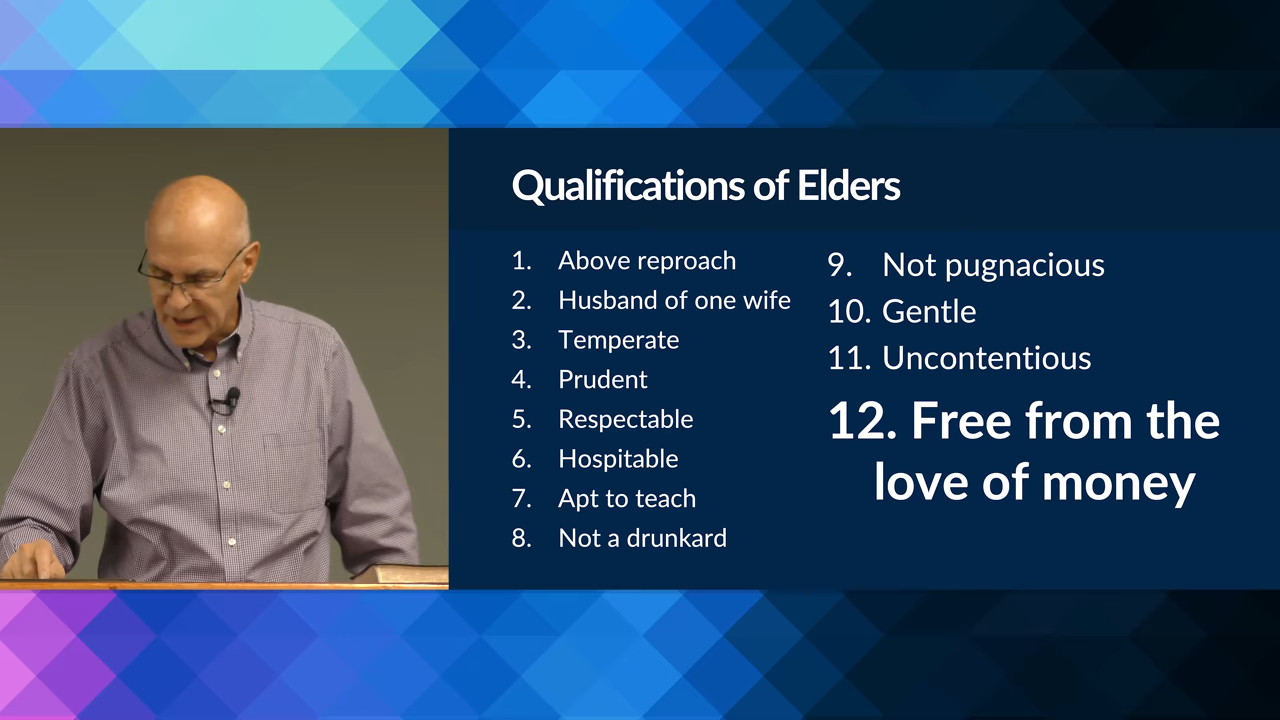 Qualifications of Elders
1. Above reproach
2. Husband of one wife
3. Temperate
4. Prudent
5. Respectable
6. Hospitable
7. Apt to teach
8. Not a drunkard
9. Not pugnacious
10. Gentle
11. Uncontentious
12. Free from the
love of money